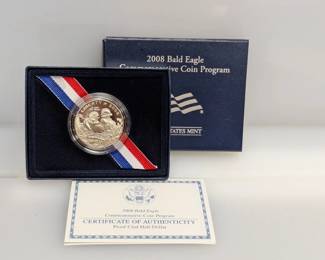 2008 Bald Eagle
Commemorative Coin Program
STATES MINT
LIBERTY
2008 Bald Eagle
Commemorative Coin Program
CERTIFICATE OF AUTHENTICITY
Proof Clad Half Dollar